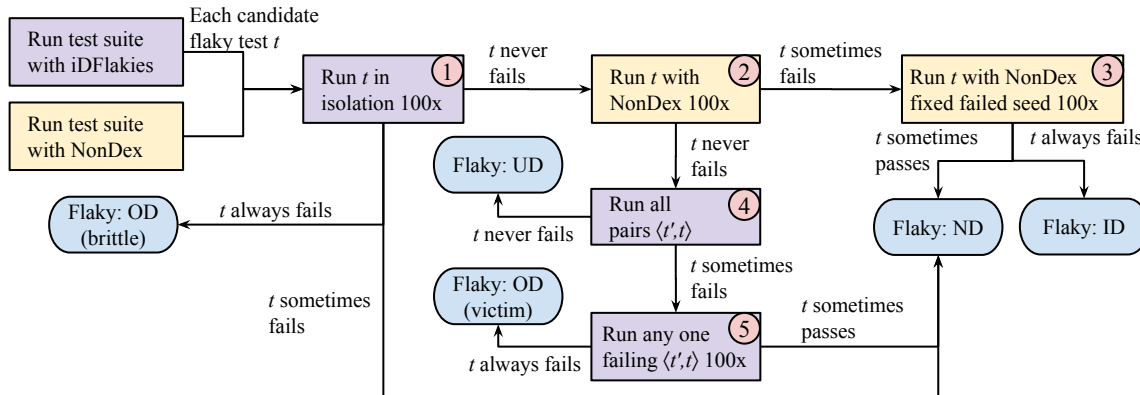 Each candidate
flaky test t
Run test suite
with iDFlakies
Run test suite
with NonDex
1
Run t in
isolation 100x
t never
fails
2
Run t with
NonDex 100x
t sometimes
fails
3
Run t with NonDex
fixed failed seed 100x
t sometimes
passes
t always fails
Flaky: UD
t never
fails
4
Run all
pairs ⟨t′,t⟩
t never fails
Flaky: OD
(brittle)
t always fails
Flaky: ND
Flaky: ID
t sometimes
fails
t sometimes
fails
Flaky: OD
(victim)
5
Run any one
failing ⟨t′,t⟩ 100x
t always fails
t sometimes
passes